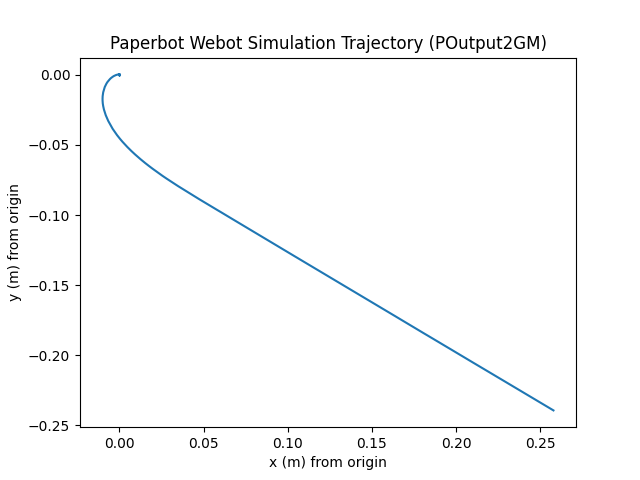 Paperbot Webot Simulation Trajectory (POutput2GM)
0.00
−0.05
−0.10
−0.15
−0.20
−0.25
y (m) from origin
0.00 0.05 0.10 0.15 0.20 0.25
x (m) from origin